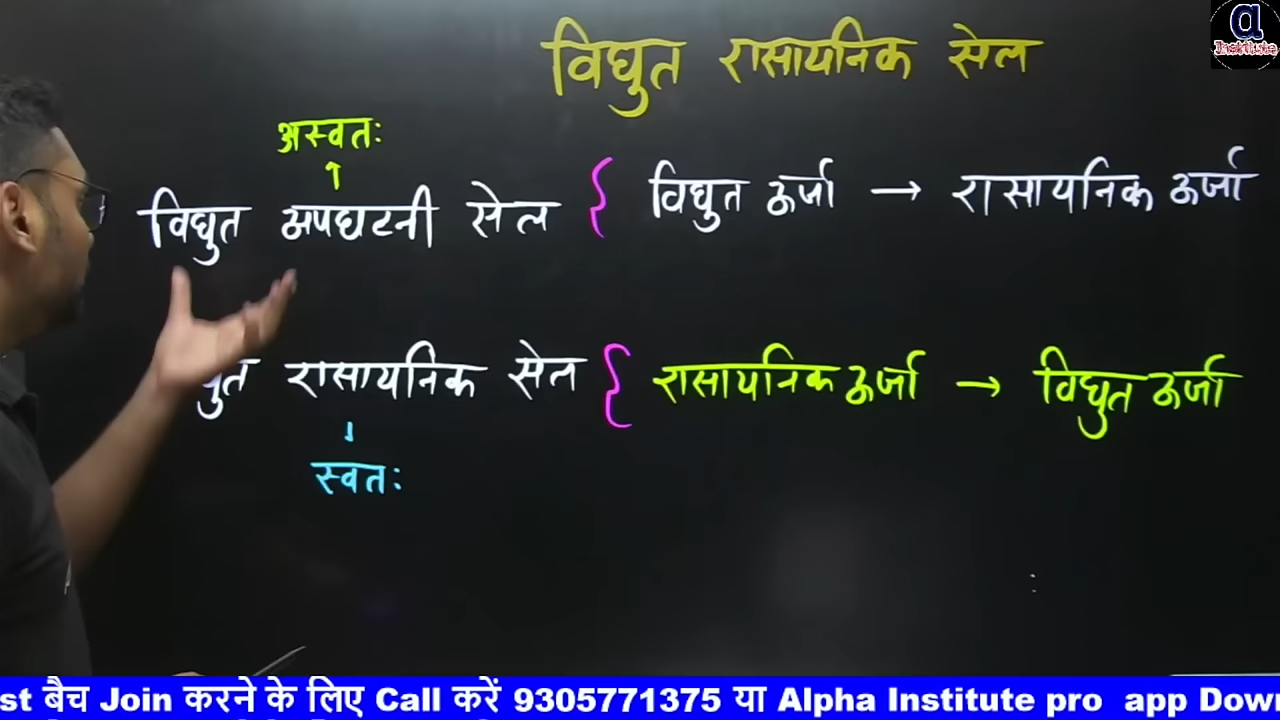 α
Institute
विद्युत रासायनिक सेल
अस्वतः
↑
विद्युत अपघटनी सेल { विद्युत ऊर्जा → रासायनिक ऊर्जा
द्युत रासायनिक सेल { रासायनिक ऊर्जा → विद्युत ऊर्जा
↓
स्वतः
st बैच Join करने के लिए Call करें 9305771375 या Alpha Institute pro app Dow